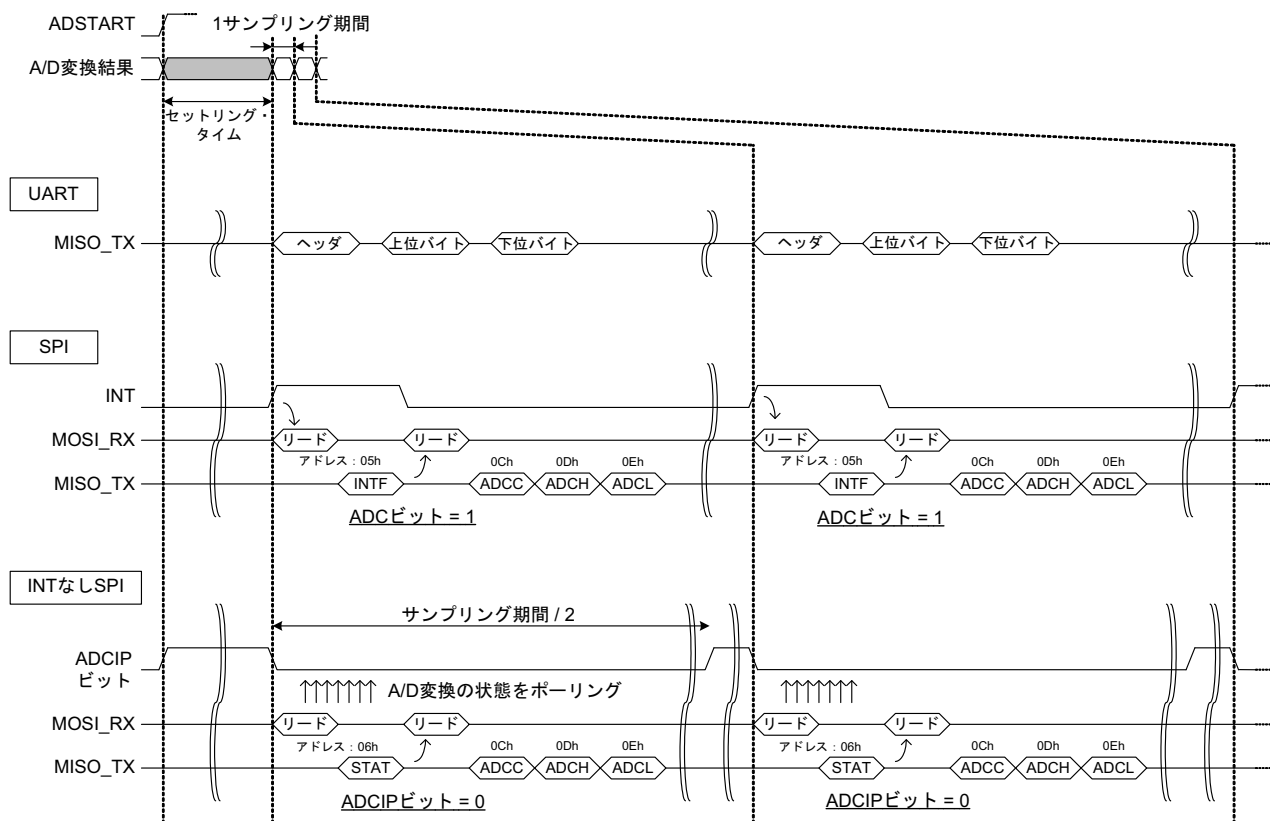 ADSTART
1サンプリング期間
A/D変換結果
セットリング・
タイム
UART
MISO_TX
ヘッダ 上位バイト 下位バイト ヘッダ 上位バイト 下位バイト
SPI
INT
MOSI_RX
リード リード リード リード
アドレス：05h 0Ch 0Dh 0Eh アドレス：05h 0Ch 0Dh 0Eh
MISO_TX
INTF ADCC ADCH ADCL INTF ADCC ADCH ADCL
ADCビット = 1 ADCビット = 1
INTなしSPI
サンプリング期間 / 2
ADCIP
ビット
A/D変換の状態をポーリング
MOSI_RX
リード リード リード リード
アドレス：06h 0Ch 0Dh 0Eh アドレス：06h 0Ch 0Dh 0Eh
MISO_TX
STAT ADCC ADCH ADCL STAT ADCC ADCH ADCL
ADCIPビット = 0 ADCIPビット = 0